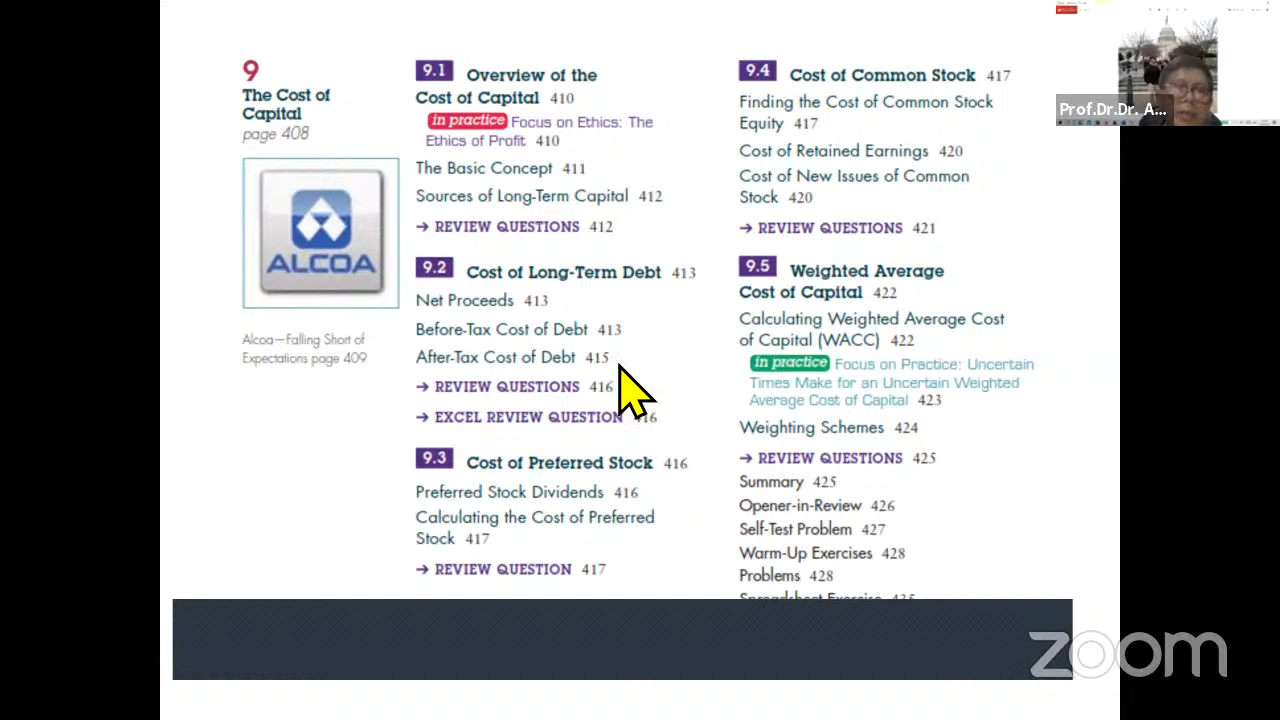 9
The Cost of
Capital
page 408
ALCOA
Alcoa—Falling Short of
Expectations page 409
9.1 Overview of the
Cost of Capital 410
in practice Focus on Ethics: The
Ethics of Profit 410
The Basic Concept 411
Sources of Long-Term Capital 412
→ REVIEW QUESTIONS 412
9.2 Cost of Long-Term Debt 413
Net Proceeds 413
Before-Tax Cost of Debt 413
After-Tax Cost of Debt 415
→ REVIEW QUESTIONS 416
→ EXCEL REVIEW QUESTION 416
9.3 Cost of Preferred Stock 416
Preferred Stock Dividends 416
Calculating the Cost of Preferred
Stock 417
→ REVIEW QUESTION 417
9.4 Cost of Common Stock 417
Finding the Cost of Common Stock
Equity 417
Cost of Retained Earnings 420
Cost of New Issues of Common
Stock 420
→ REVIEW QUESTIONS 421
9.5 Weighted Average
Cost of Capital 422
Calculating Weighted Average Cost
of Capital (WACC) 422
in practice Focus on Practice: Uncertain
Times Make for an Uncertain Weighted
Average Cost of Capital 423
Weighting Schemes 424
→ REVIEW QUESTIONS 425
Summary 425
Opener-in-Review 426
Self-Test Problem 427
Warm-Up Exercises 428
Problems 428
Spreadsheet Exercise 435
Prof.Dr.Dr. A...
zoom